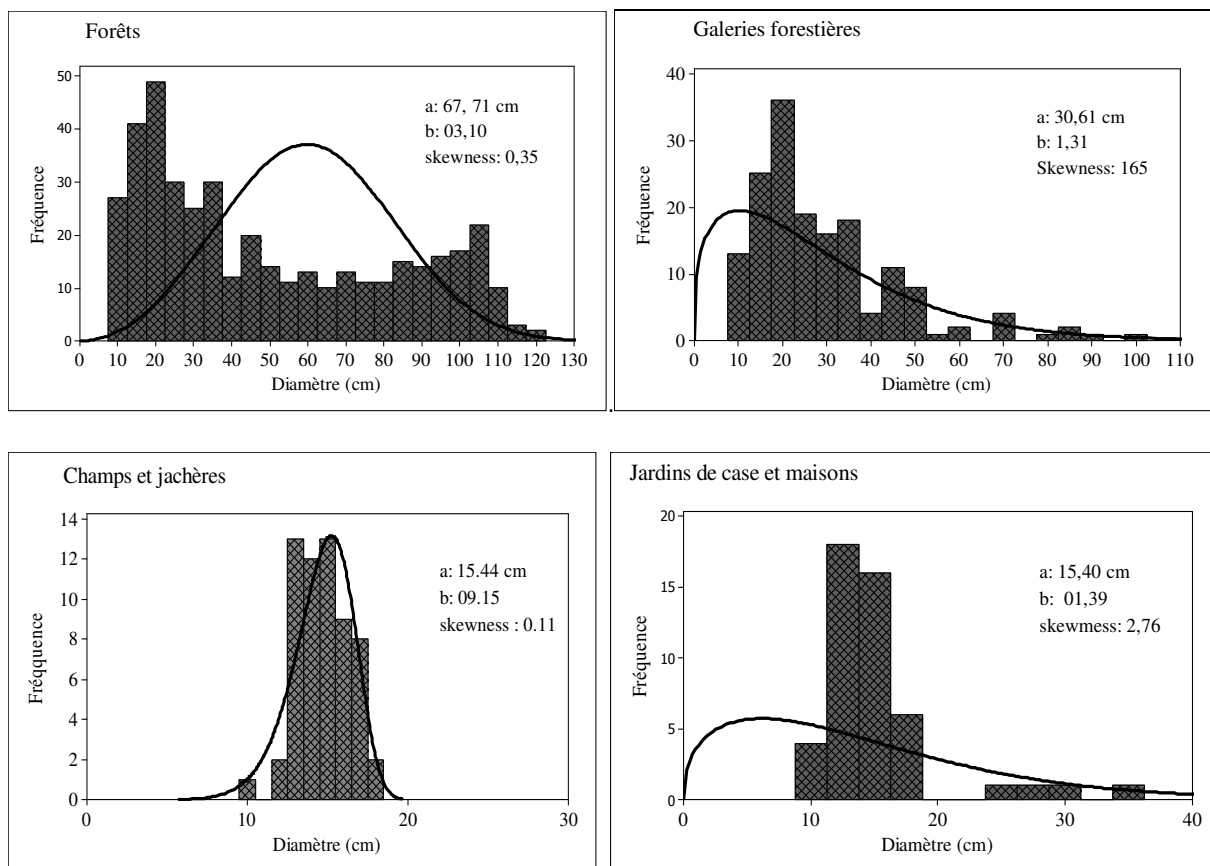 Forêts
50
40
30
20
10
0
Fréquence
a: 67, 71 cm
b: 03,10
skewness: 0,35
0 10 20 30 40 50 60 70 80 90 100 110 120 130
Diamètre (cm)
Galeries forestières
40
30
20
10
0
Fréquence
a: 30,61 cm
b: 1,31
Skewness: 165
0 10 20 30 40 50 60 70 80 90 100 110
Diamètre (cm)
Champs et jachères
14
12
10
8
6
4
2
0
Fréqquence
a: 15.44 cm
b: 09.15
skewness : 0.11
0 10 20 30
Diamètre (cm)
Jardins de case et maisons
20
15
10
5
0
Fréquence
a: 15,40 cm
b: 01,39
skewmess: 2,76
0 10 20 30 40
Diamètre (cm)